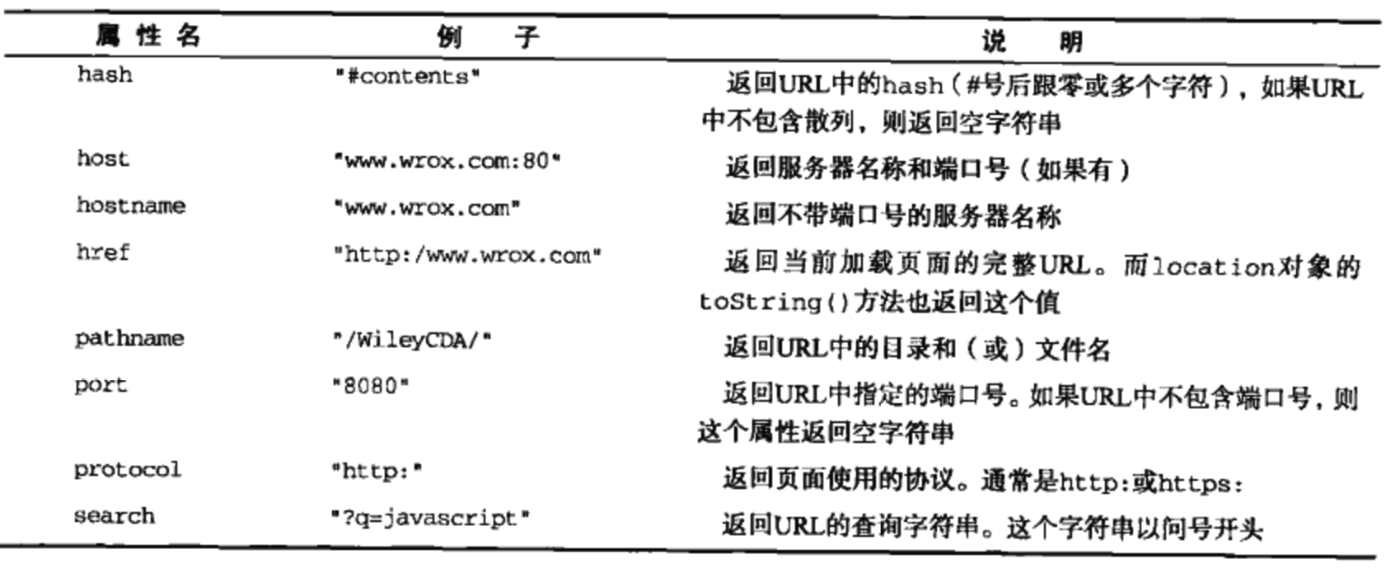 属性名 例子 说明
hash "#contents" 返回URL中的hash（#号后跟零或多个字符），如果URL
中不包含散列，则返回空字符串
host "www.wrox.com:80" 返回服务器名称和端口号（如果有）
hostname "www.wrox.com" 返回不带端口号的服务器名称
href "http:/www.wrox.com" 返回当前加载页面的完整URL。而location对象的
toString()方法也返回这个值
pathname "/WileyCDA/" 返回URL中的目录和（或）文件名
port "8080" 返回URL中指定的端口号。如果URL中不包含端口号，则
这个属性返回空字符串
protocol "http:" 返回页面使用的协议。通常是http:或https:
search "?q=javascript" 返回URL的查询字符串。这个字符串以问号开头